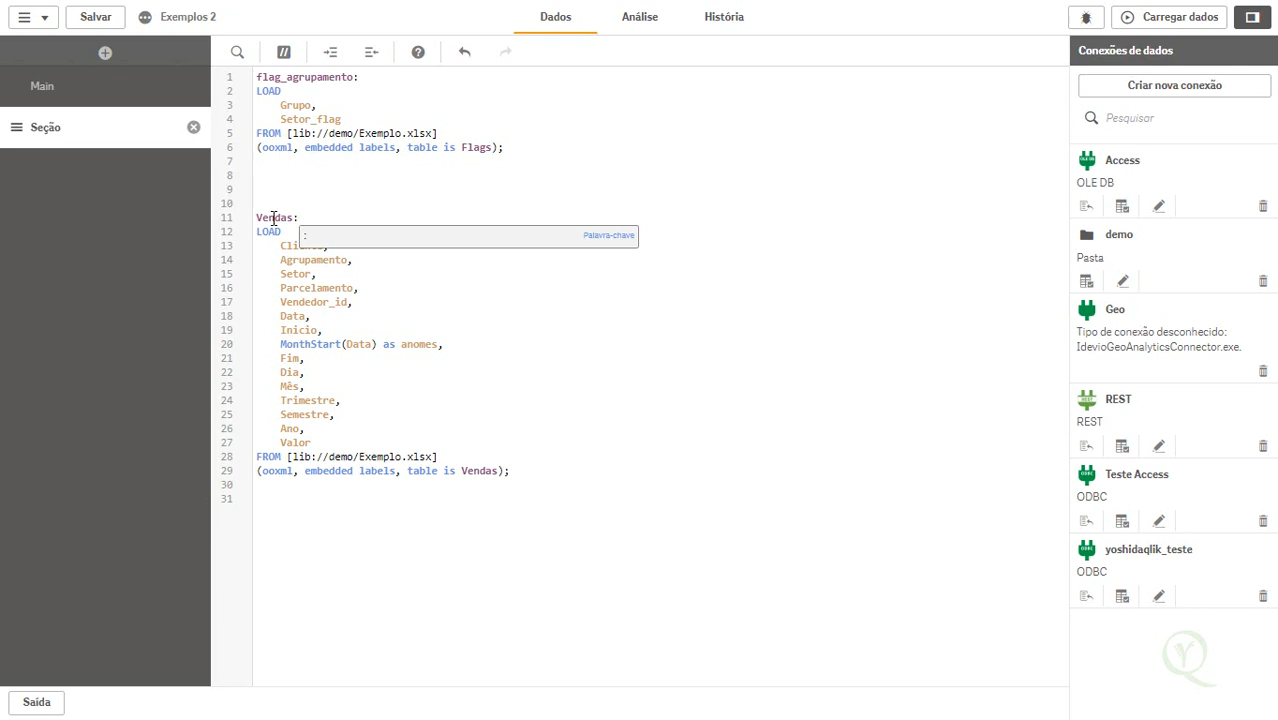 Salvar
Exemplos 2
Dados
Análise
História
Carregar dados
Main
Seção
Conexões de dados
Criar nova conexão
Pesquisar
1 flag_agrupamento:
2 LOAD
3 Grupo,
4 Setor_flag
5 FROM [lib://demo/Exemplo.xlsx]
6 (ooxml, embedded labels, table is Flags);
7
8
9
10
11 Vendas:
12 LOAD
: Palavra-chave
13
14 Agrupamento,
15 Setor,
16 Parcelamento,
17 Vendedor_id,
18 Data,
19 Inicio,
20 MonthStart(Data) as anomes,
21 Fim,
22 Dia,
23 Mês,
24 Trimestre,
25 Semestre,
26 Ano,
27 Valor
28 FROM [lib://demo/Exemplo.xlsx]
29 (ooxml, embedded labels, table is Vendas);
30
31
Access
OLE DB
demo
Pasta
Geo
Tipo de conexão desconhecido:
IdevioGeoAnalyticsConnector.exe.
REST
REST
Teste Access
ODBC
yoshidaqlik_teste
ODBC
Saída